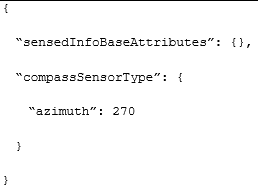 {
“sensedInfoBaseAttributes”: {},
“compassSensorType”: {
“azimuth”: 270
}
}